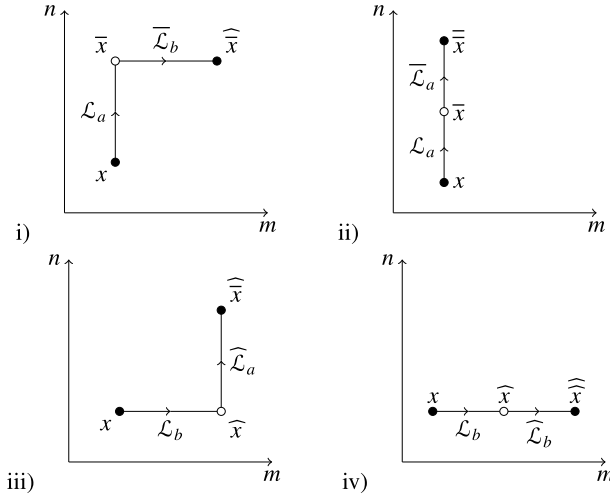 n
x̅ ℒ̅_b x̂̅
ℒ_a
x
m
i)
n
x̿
ℒ̅_a
x̅
ℒ_a
x
m
ii)
n
x̂̅
ℒ̂_a
x ℒ_b x̂
m
iii)
n
x x̂ x̂̂
ℒ_b ℒ̂_b
m
iv)